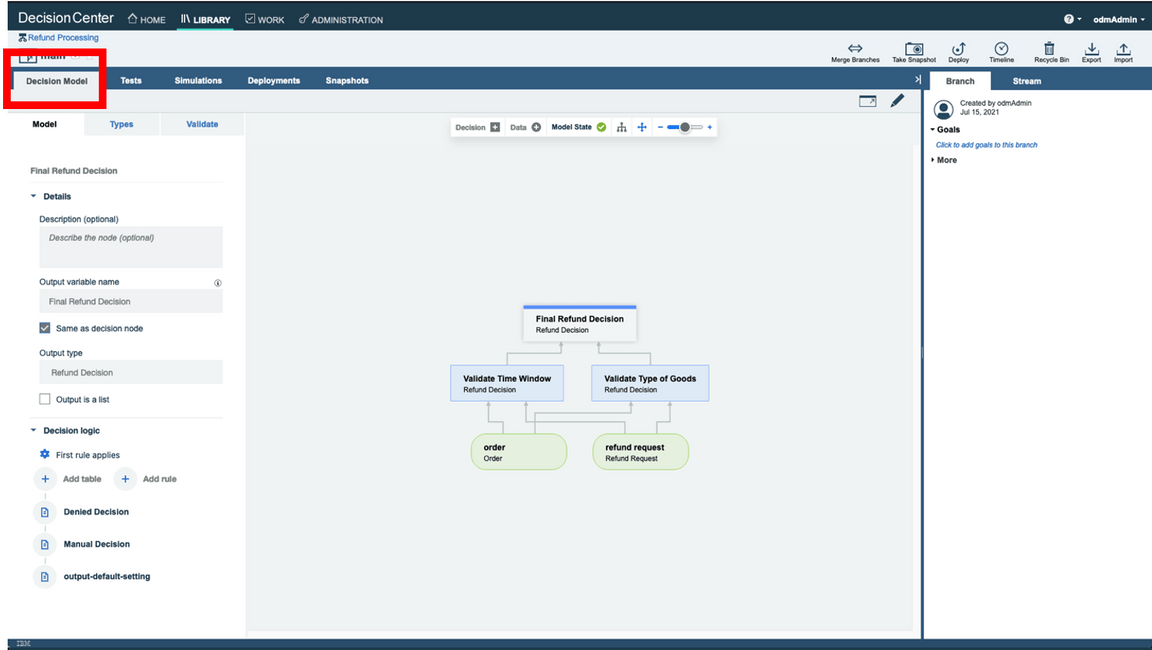 Decision Center HOME LIBRARY WORK ADMINISTRATION odmAdmin
Refund Processing
main
Merge Branches Take Snapshot Deploy Timeline Recycle Bin Export Import
Decision Model Tests Simulations Deployments Snapshots Branch Stream
Model Types Validate
Decision Data Model State
Created by odmAdmin
Jul 15, 2021
Goals
Click to add goals to this branch
More
Final Refund Decision
Details
Description (optional)
Describe the node (optional)
Output variable name
Final Refund Decision
Same as decision node
Output type
Refund Decision
Output is a list
Decision logic
First rule applies
Add table Add rule
Denied Decision
Manual Decision
output-default-setting
Final Refund Decision
Refund Decision
Validate Time Window
Refund Decision
Validate Type of Goods
Refund Decision
order
Order
refund request
Refund Request
IBM